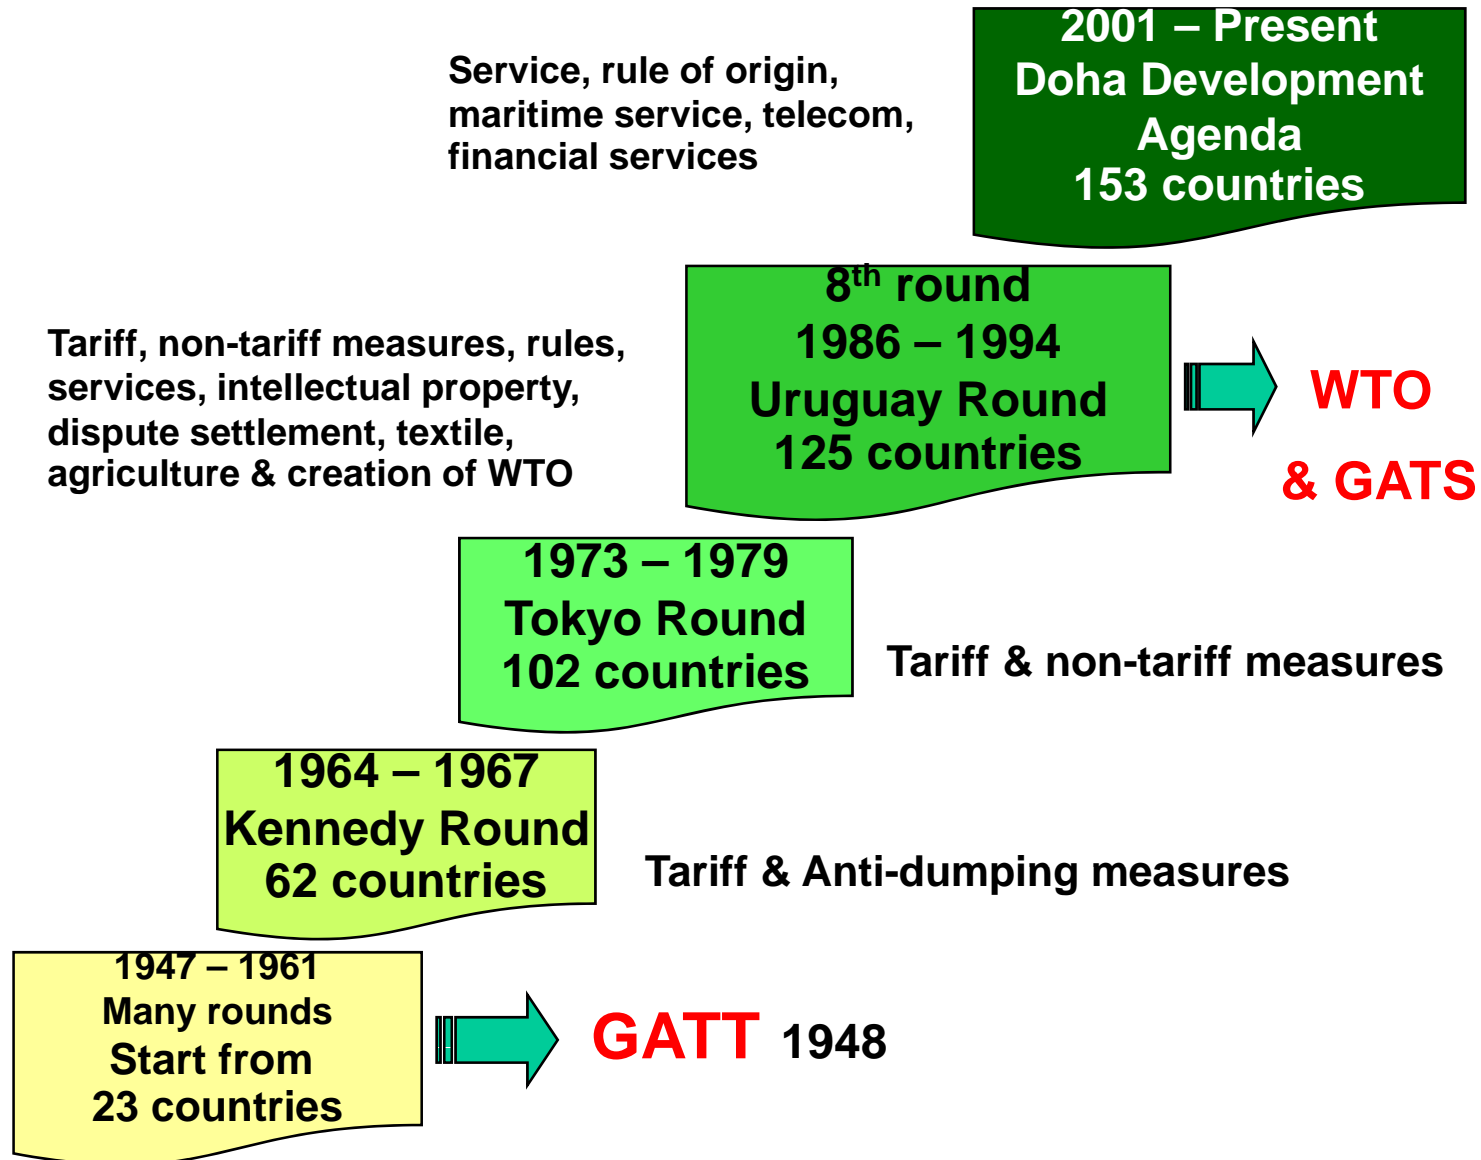 2001 – Present
Doha Development
Agenda
153 countries
Service, rule of origin,
maritime service, telecom,
financial services
8th round
1986 – 1994
Uruguay Round
125 countries
Tariff, non-tariff measures, rules,
services, intellectual property,
dispute settlement, textile,
agriculture & creation of WTO
WTO
& GATS
1973 – 1979
Tokyo Round
102 countries
Tariff & non-tariff measures
1964 – 1967
Kennedy Round
62 countries
Tariff & Anti-dumping measures
1947 – 1961
Many rounds
Start from
23 countries
GATT 1948